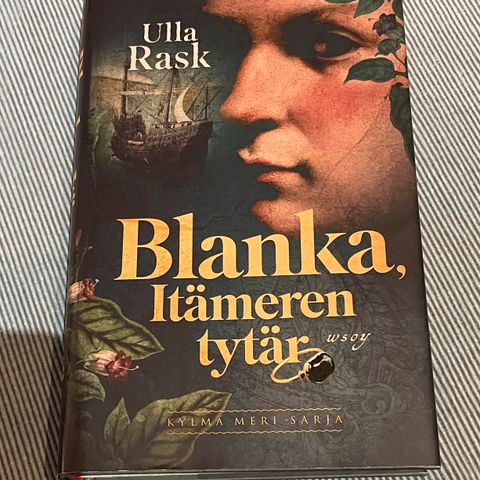 Ulla
Rask
Blanka,
Itämeren
tytär
wsoy
KYLMÄ MERI -SARJA